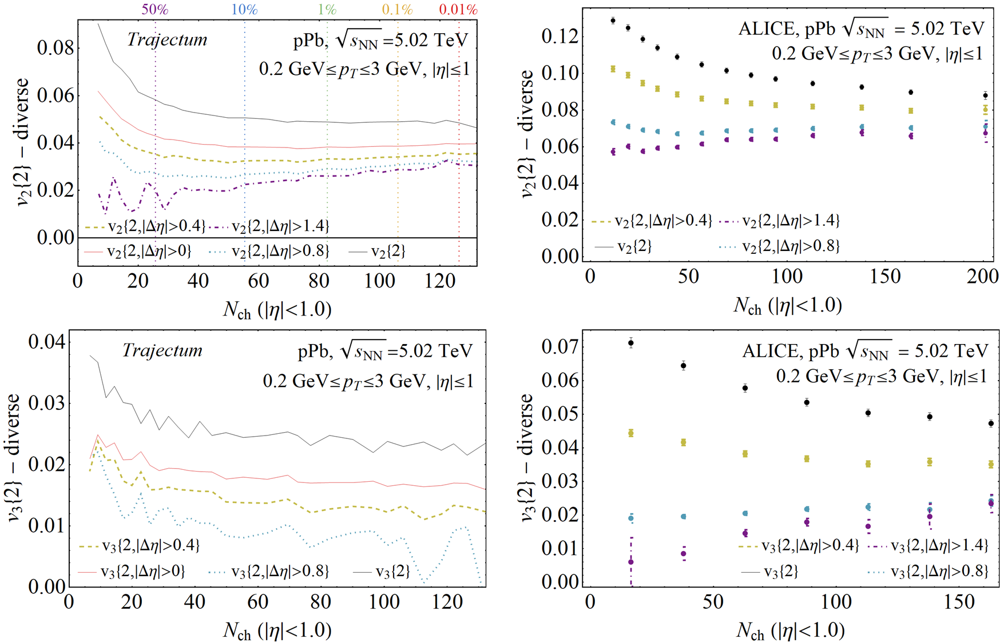 50% 10% 1% 0.1% 0.01%
Trajectum
pPb, √sNN=5.02 TeV
0.2 GeV≤pT≤3 GeV, |η|≤1
v2{2} – diverse
0.08
0.06
0.04
0.02
0.00
v2{2,|Δη|>0.4} v2{2,|Δη|>1.4}
v2{2,|Δη|>0} v2{2,|Δη|>0.8} v2{2}
0 20 40 60 80 100 120
Nch (|η|<1.0)
ALICE, pPb √sNN = 5.02 TeV
0.2 GeV≤pT≤3 GeV, |η|≤1
v2{2} – diverse
0.12
0.10
0.08
0.06
0.04
0.02
0.00
v2{2,|Δη|>0.4} v2{2,|Δη|>1.4}
v2{2} v2{2,|Δη|>0.8}
0 50 100 150 200
Nch (|η|<1.0)
Trajectum
pPb, √sNN=5.02 TeV
0.2 GeV≤pT≤3 GeV, |η|≤1
v3{2} – diverse
0.04
0.03
0.02
0.01
0.00
v3{2,|Δη|>0.4}
v3{2,|Δη|>0} v3{2,|Δη|>0.8} v3{2}
0 20 40 60 80 100 120
Nch (|η|<1.0)
ALICE, pPb √sNN = 5.02 TeV
0.2 GeV≤pT≤3 GeV, |η|≤1
v3{2} – diverse
0.07
0.06
0.05
0.04
0.03
0.02
0.01
0.00
v3{2,|Δη|>0.4} v3{2,|Δη|>1.4}
v3{2} v3{2,|Δη|>0.8}
0 50 100 150
Nch (|η|<1.0)